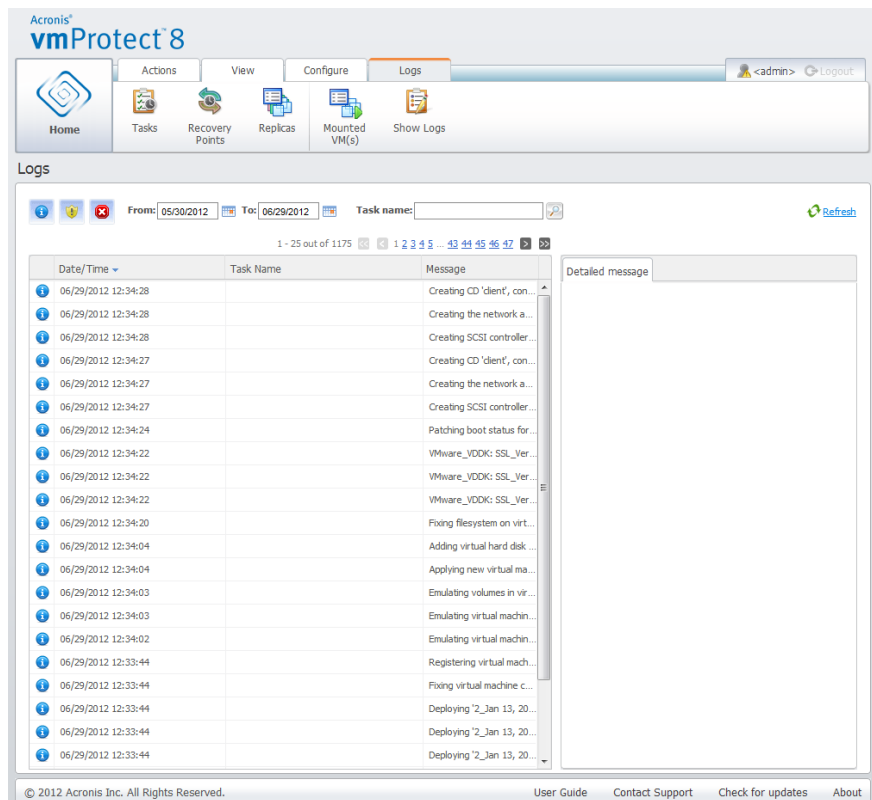 Acronis®
vmProtect™8
Actions View Configure Logs
<admin> Logout
Home
Tasks
Recovery Points
Replicas
Mounted VM(s)
Show Logs
Logs
From: 05/30/2012 To: 06/29/2012 Task name:
Refresh
1 - 25 out of 1175 1 2 3 4 5 ... 43 44 45 46 47
Date/Time Task Name Message
Detailed message
06/29/2012 12:34:28 Creating CD 'client', con...
06/29/2012 12:34:28 Creating the network a...
06/29/2012 12:34:28 Creating SCSI controller...
06/29/2012 12:34:27 Creating CD 'client', con...
06/29/2012 12:34:27 Creating the network a...
06/29/2012 12:34:27 Creating SCSI controller...
06/29/2012 12:34:24 Patching boot status for...
06/29/2012 12:34:22 VMware_VDDK: SSL_Ver...
06/29/2012 12:34:22 VMware_VDDK: SSL_Ver...
06/29/2012 12:34:22 VMware_VDDK: SSL_Ver...
06/29/2012 12:34:20 Fixing filesystem on virt...
06/29/2012 12:34:04 Adding virtual hard disk ...
06/29/2012 12:34:04 Applying new virtual ma...
06/29/2012 12:34:03 Emulating volumes in vir...
06/29/2012 12:34:03 Emulating virtual machin...
06/29/2012 12:34:02 Emulating virtual machin...
06/29/2012 12:33:44 Registering virtual mach...
06/29/2012 12:33:44 Fixing virtual machine c...
06/29/2012 12:33:44 Deploying '2_Jan 13, 20...
06/29/2012 12:33:44 Deploying '2_Jan 13, 20...
06/29/2012 12:33:44 Deploying '2_Jan 13, 20...
© 2012 Acronis Inc. All Rights Reserved. User Guide Contact Support Check for updates About